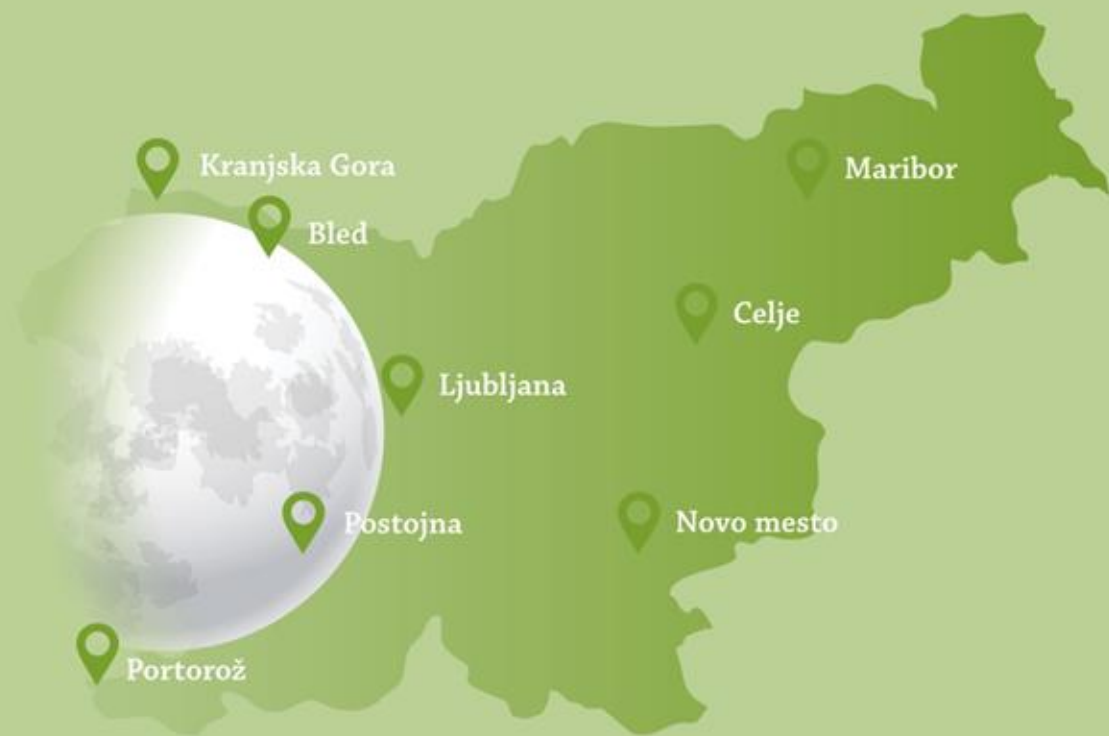 Kranjska Gora
Maribor
Bled
Celje
Ljubljana
Postojna
Novo mesto
Portorož